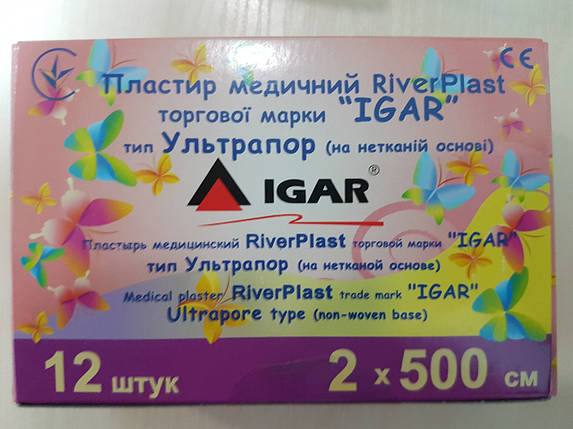 CE
Пластир медичний RiverPlast
торгової марки "IGAR"
тип Ультрапор (на нетканій основі)
IGAR®
Пластырь медицинский RiverPlast торговой марки "IGAR"
тип Ультрапор (на нетканой основе)
Medical plaster RiverPlast trade mark "IGAR"
Ultrapore type (non-woven base)
12 штук 2 x 500 см